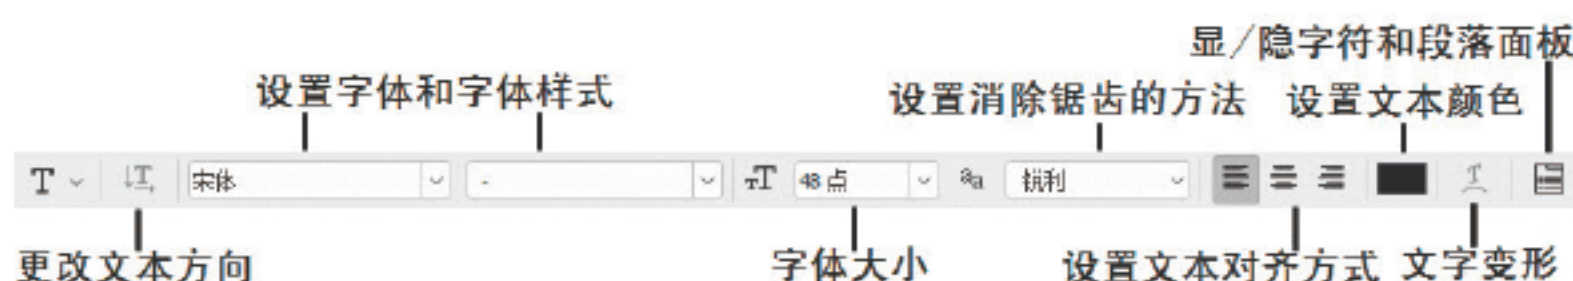 显/隐字符和段落面板
设置字体和字体样式
设置消除锯齿的方法
设置文本颜色
T
宋体
-
48 点
锐利
更改文本方向
字体大小
设置文本对齐方式
文字变形